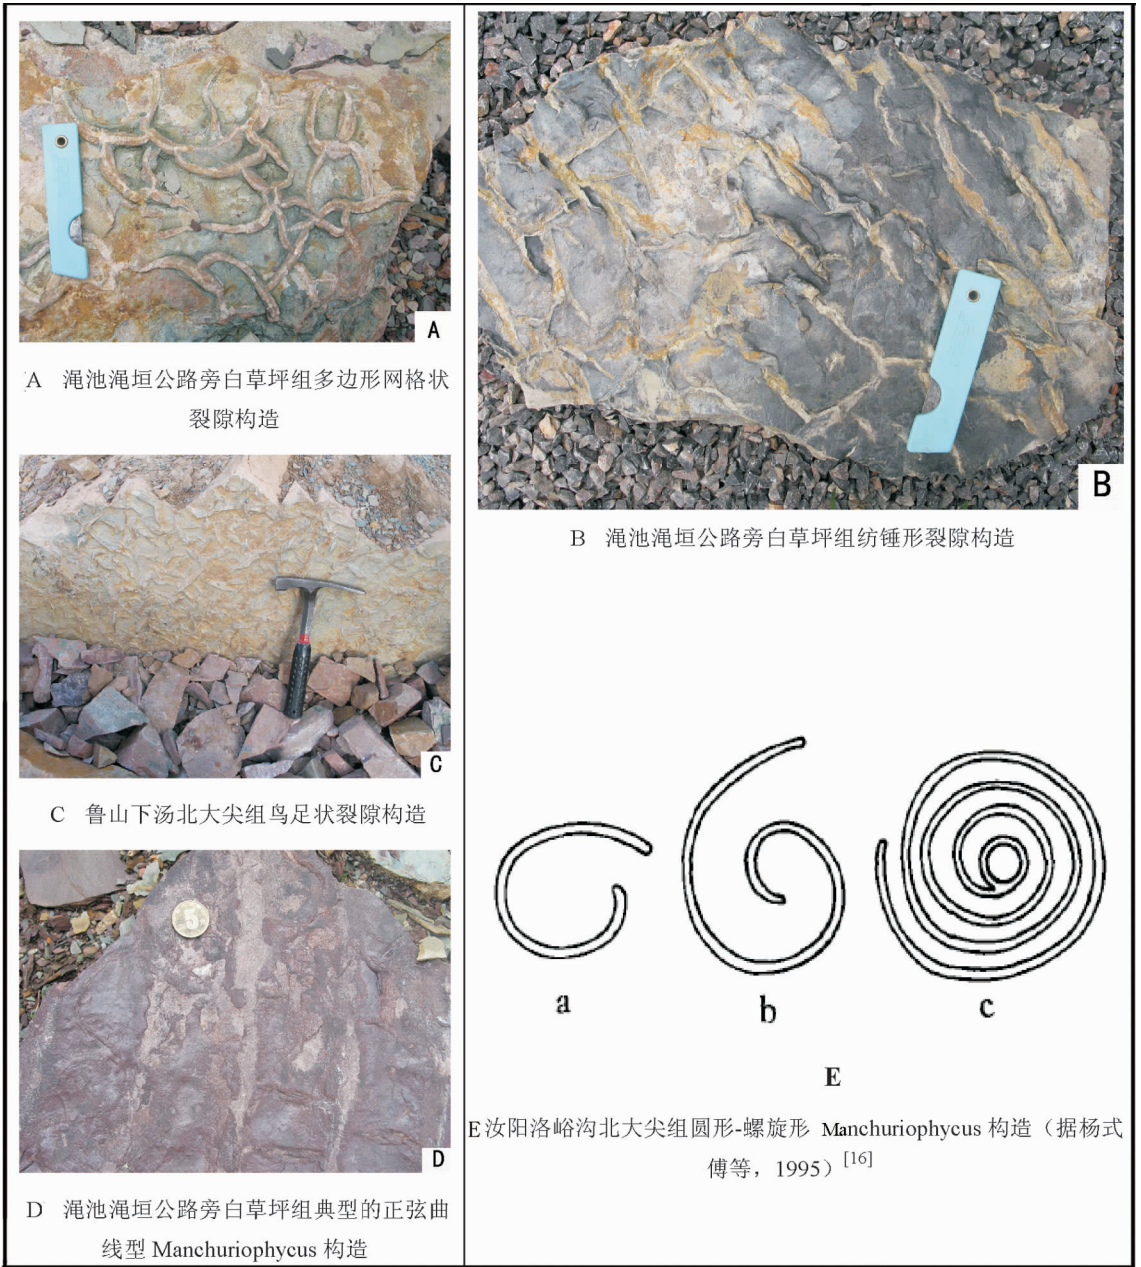 A
A 渑池渑垣公路旁白草坪组多边形网格状
裂隙构造
B
B 渑池渑垣公路旁白草坪组纺锤形裂隙构造
C
C 鲁山下汤北大尖组鸟足状裂隙构造
5
D
D 渑池渑垣公路旁白草坪组典型的正弦曲
线型 Manchuriophycus 构造
a b c
E
E 汝阳洛峪沟北大尖组圆形-螺旋形 Manchuriophycus 构造（据杨式
傅等，1995）[16]